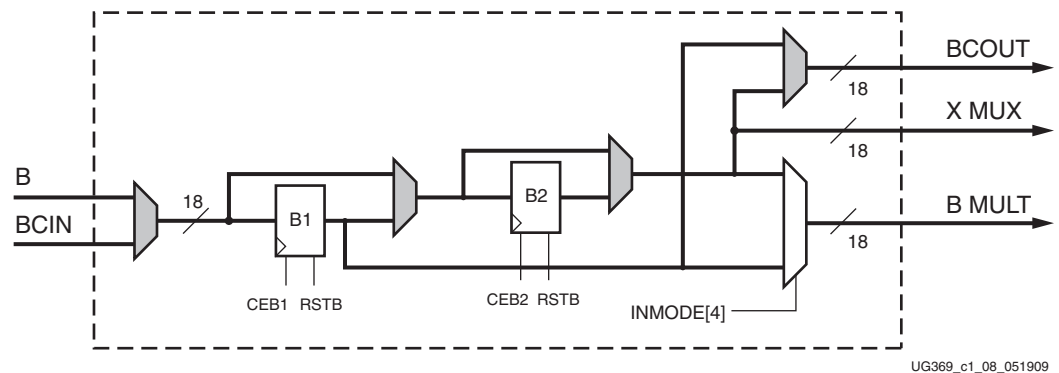 BCOUT
18
X MUX
18
B
18
B1
B2
BCIN
B MULT
18
CEB1 RSTB
CEB2 RSTB
INMODE[4]
UG369_c1_08_051909